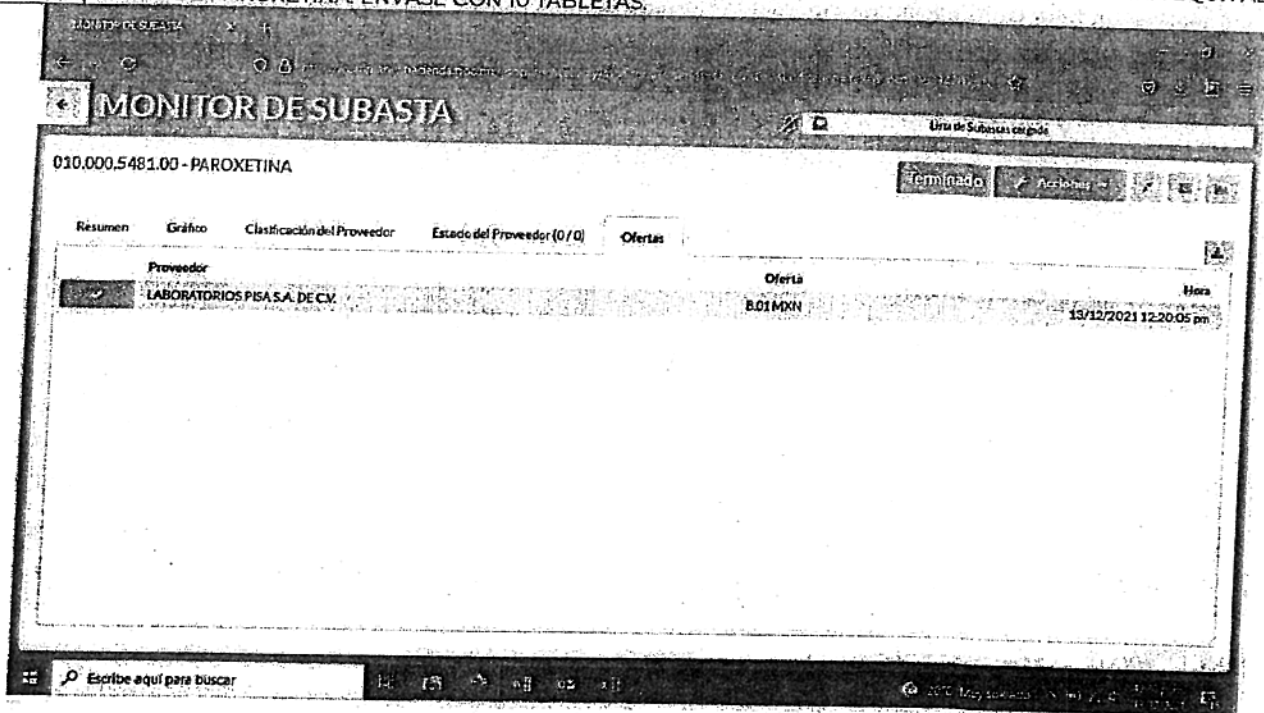 ENVASE CON 10 TABLETAS.
MONITOR DE SUBASTA
MONITOR DE SUBASTA
Lista de Subastas cargada
010.000.5481.00 - PAROXETINA
Terminado
Acciones
Resumen
Gráfico
Clasificación del Proveedor
Estado del Proveedor (0 / 0)
Ofertas
Proveedor
Oferta
Hora
LABORATORIOS PISA S.A. DE C.V.
8.01 MXN
13/12/2021 12:20:05 pm
Escribe aquí para buscar